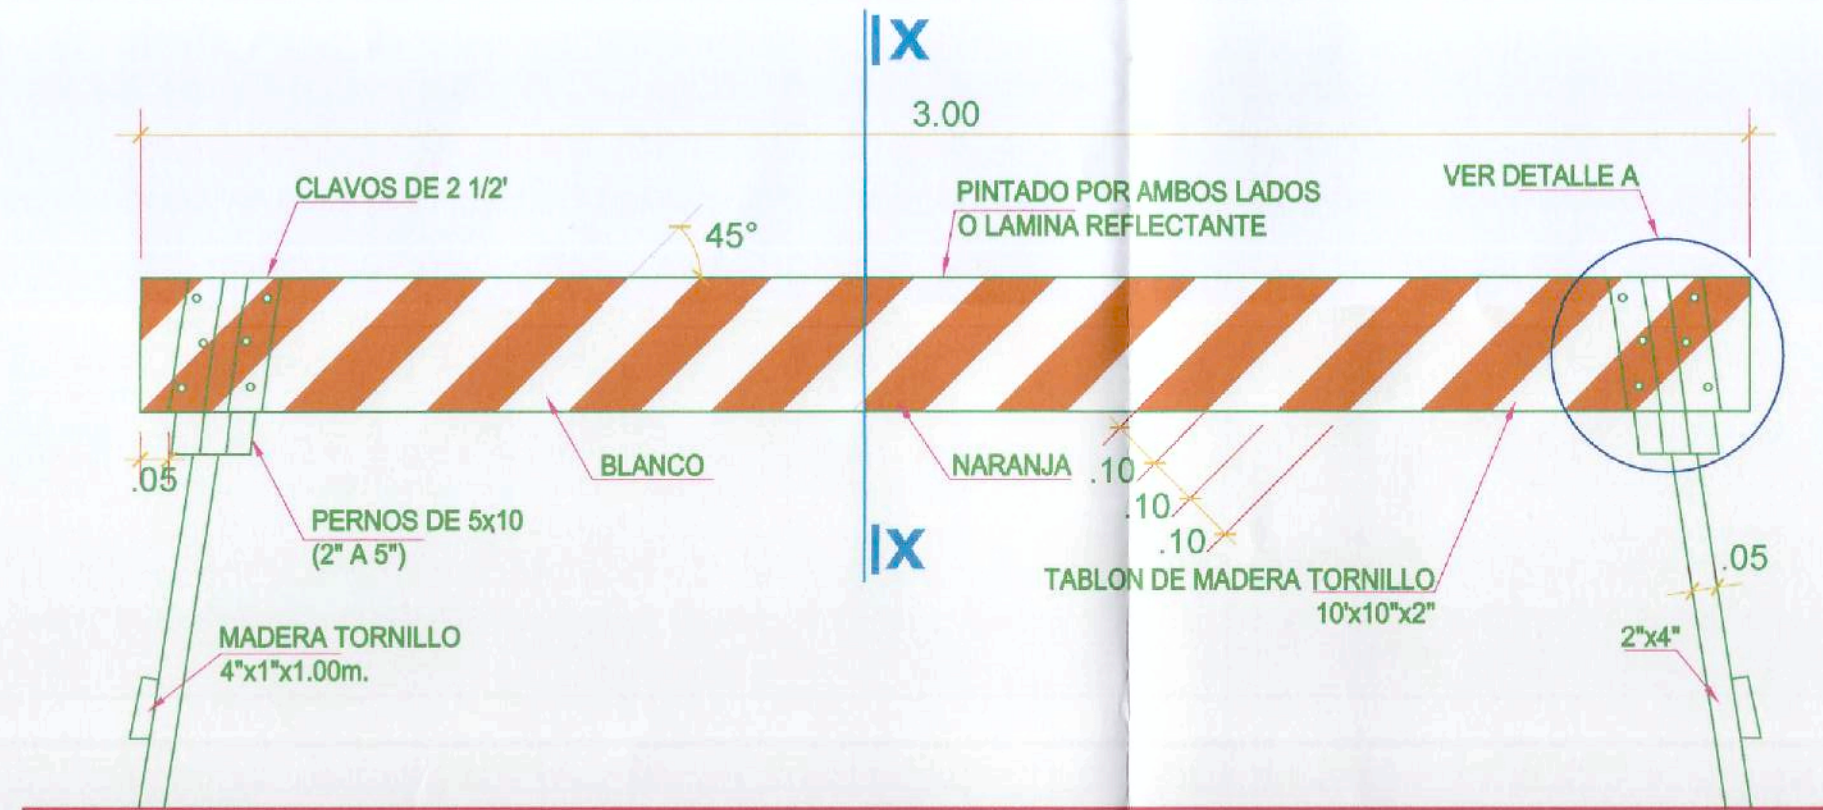 X
3.00
CLAVOS DE 2 1/2'
PINTADO POR AMBOS LADOS
O LAMINA REFLECTANTE
VER DETALLE A
45°
.05
BLANCO
NARANJA
.10
.10
.10
PERNOS DE 5x10
(2" A 5")
X
TABLON DE MADERA TORNILLO
10'x10"x2"
.05
MADERA TORNILLO
4"x1"x1.00m.
2"x4"